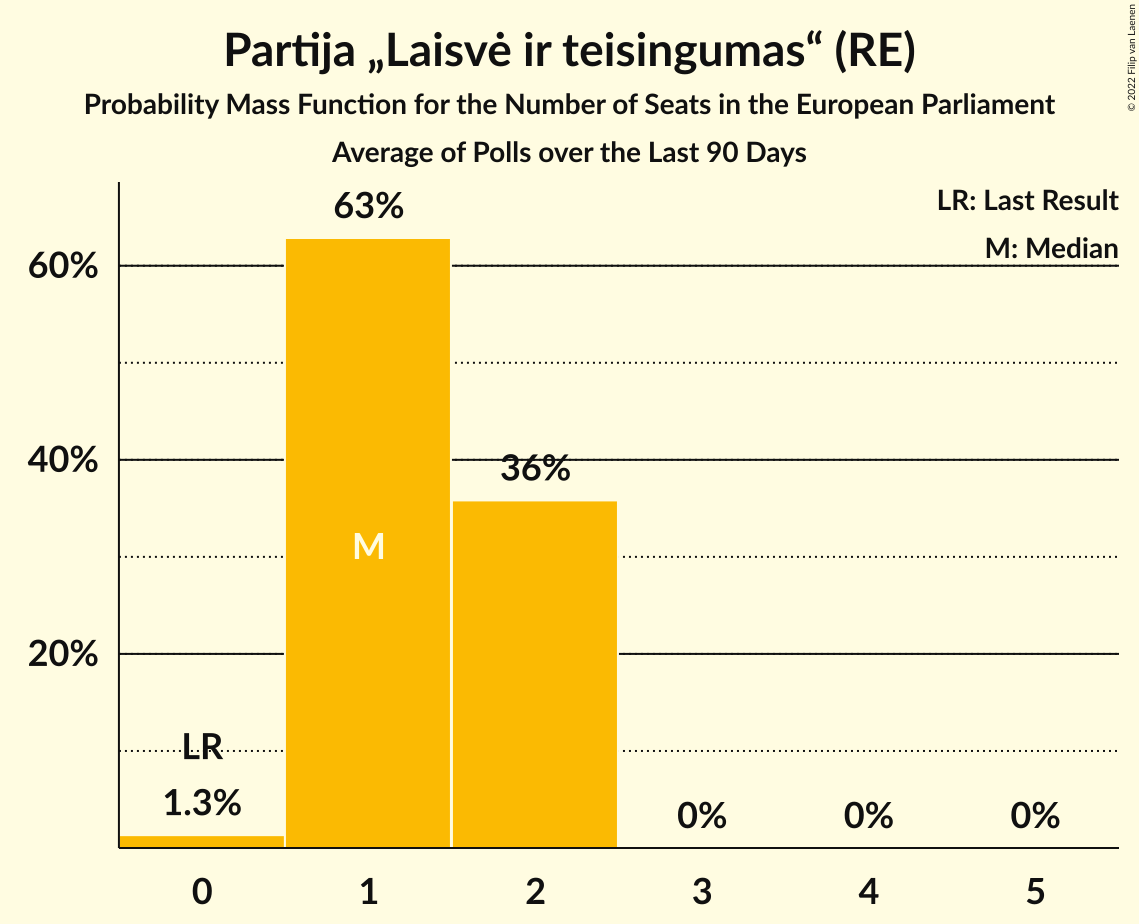 Partija „Laisvė ir teisingumas“ (RE)
Probability Mass Function for the Number of Seats in the European Parliament
Average of Polls over the Last 90 Days
© 2022 Filip van Laenen
LR: Last Result
M: Median
63%
60%
40%
36%
M
20%
LR
1.3%
0%
0%
0%
0
1
2
3
4
5